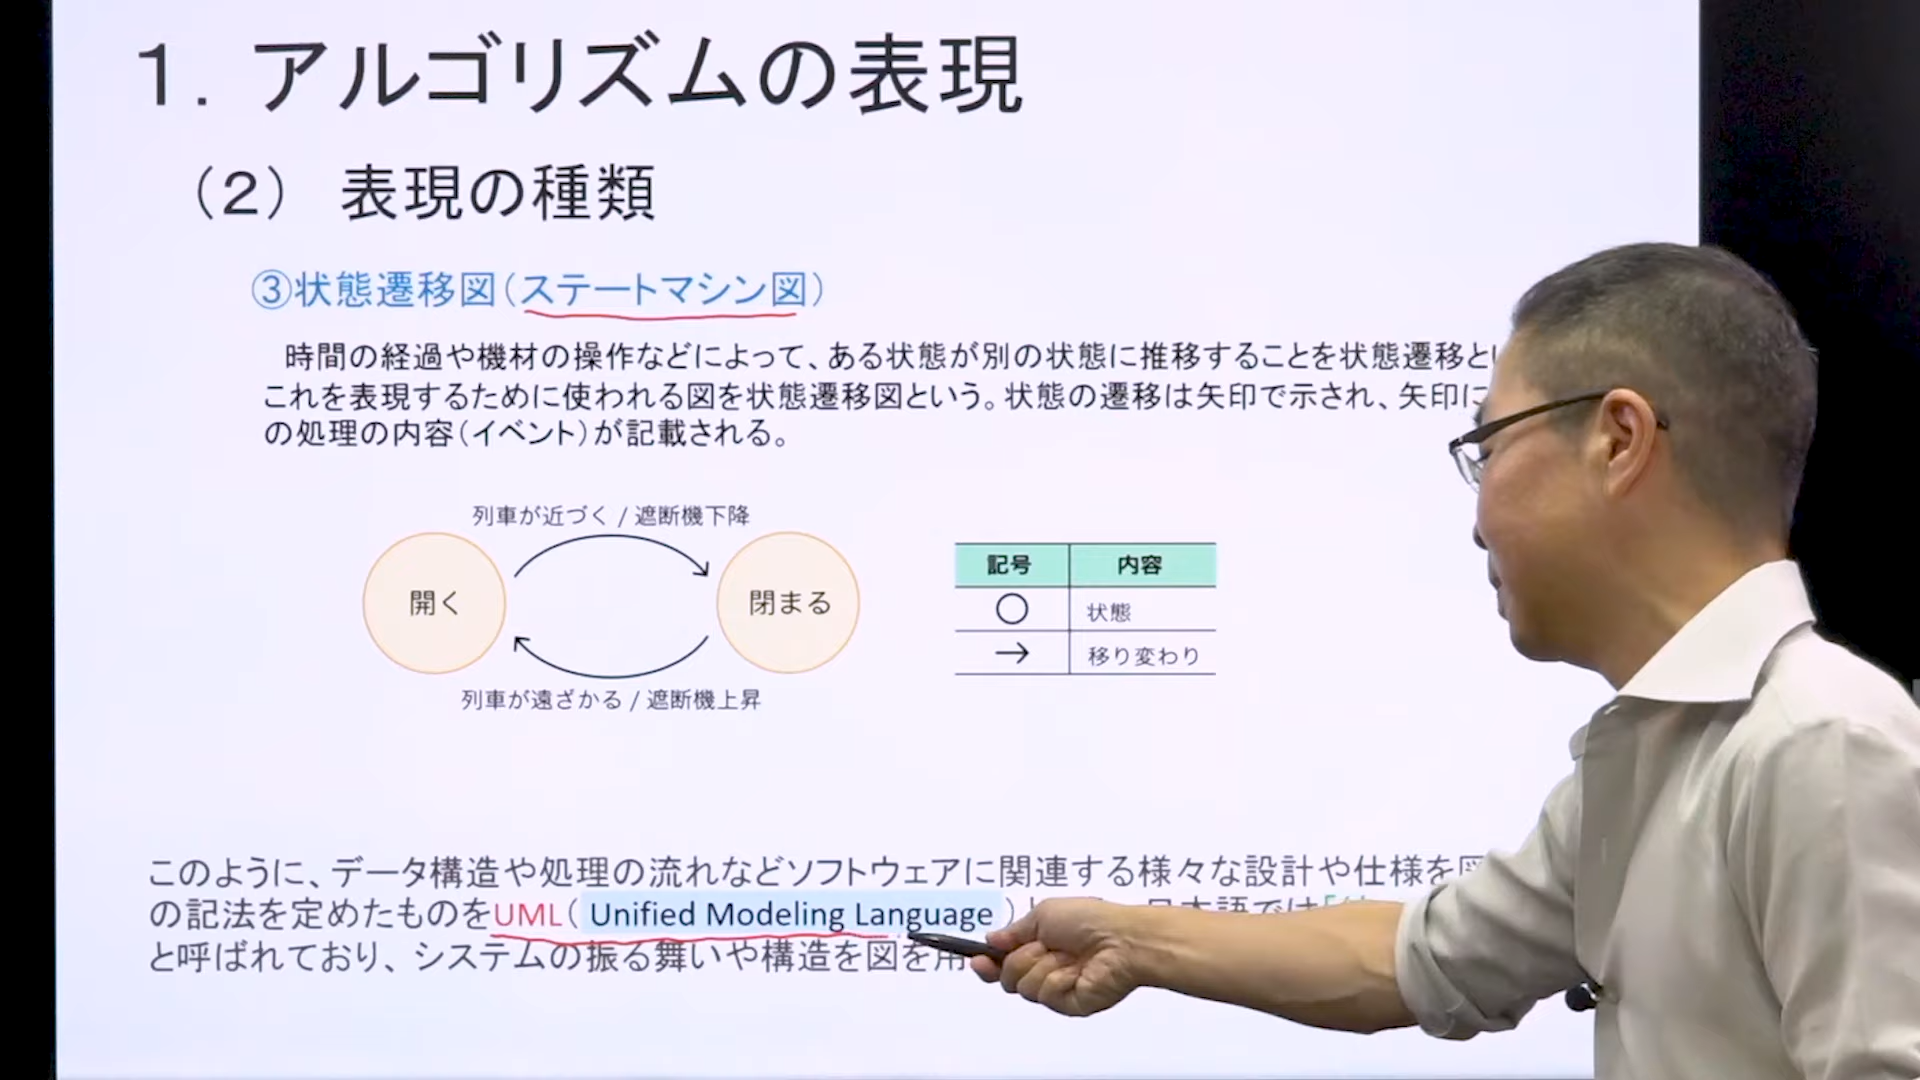 1. アルゴリズムの表現
(2) 表現の種類
③状態遷移図(ステートマシン図)
時間の経過や機材の操作などによって、ある状態が別の状態に推移することを状態遷移と
これを表現するために使われる図を状態遷移図という。状態の遷移は矢印で示され、矢印に
の処理の内容(イベント)が記載される。
列車が近づく / 遮断機下降
開く
閉まる
列車が遠ざかる / 遮断機上昇
記号 内容
○ 状態
→ 移り変わり
このように、データ構造や処理の流れなどソフトウェアに関連する様々な設計や仕様を図
の記法を定めたものをUML( Unified Modeling Language )
と呼ばれており、システムの振る舞いや構造を図を用